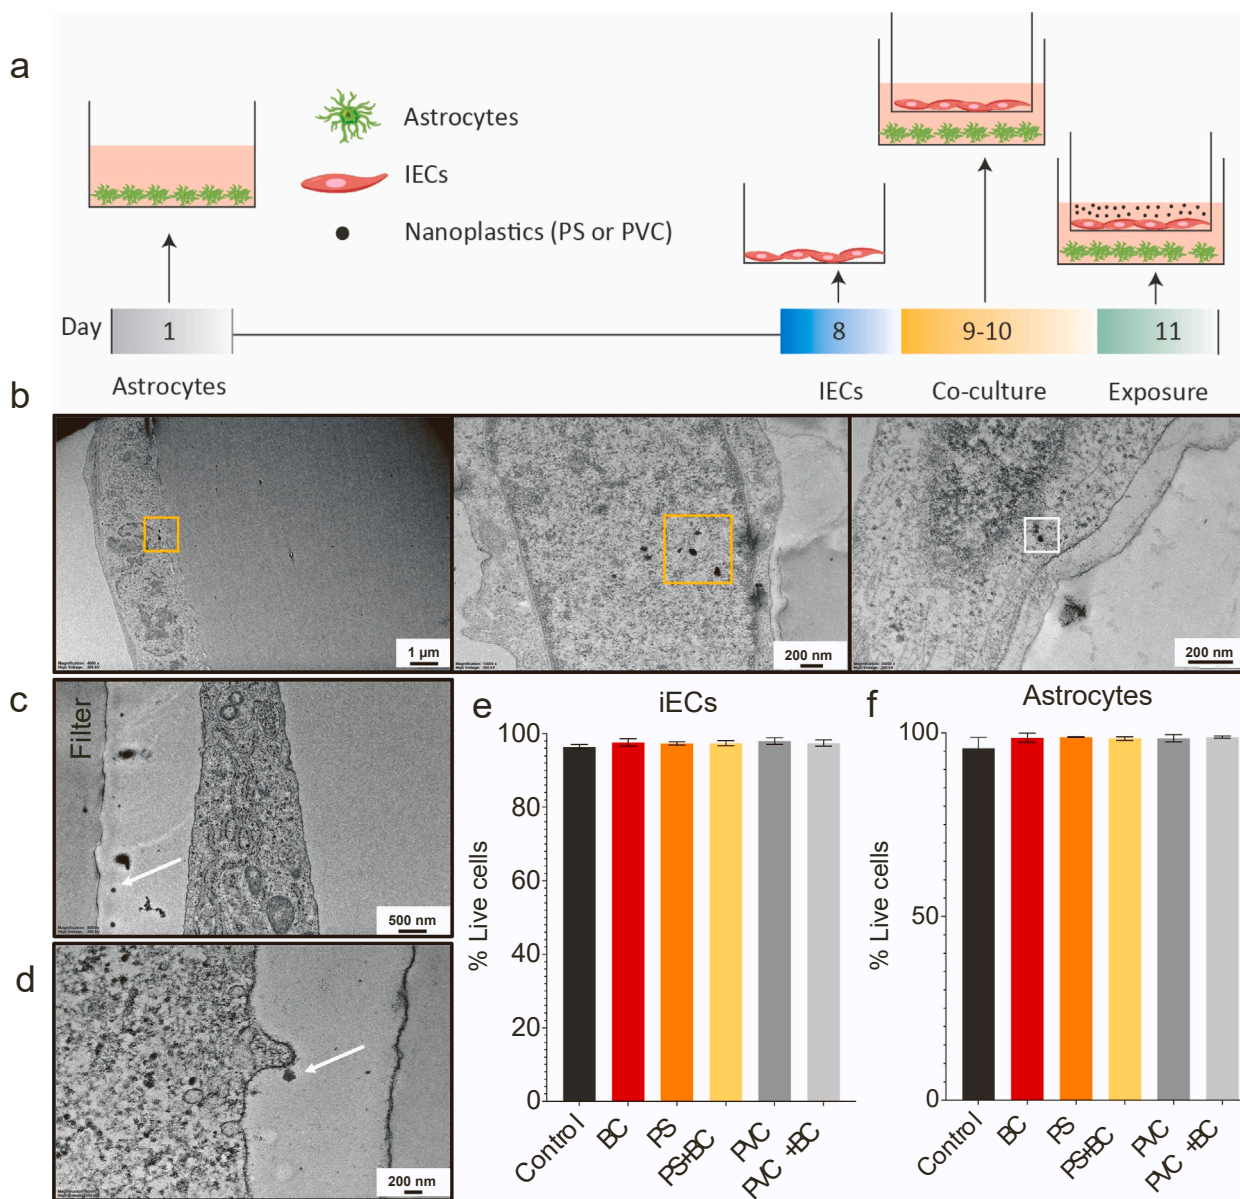 a
Astrocytes
IECs
Nanoplastics (PS or PVC)
Day
1
8
9-10
11
Astrocytes
IECs
Co-culture
Exposure
b
1 µm
200 nm
200 nm
c
Filter
500 nm
d
200 nm
e
iECs
% Live cells
100
80
60
40
20
0
Control
BC
PS
PS+BC
PVC
PVC +BC
f
Astrocytes
% Live cells
100
50
0
Control
BC
PS
PS+BC
PVC
PVC +BC